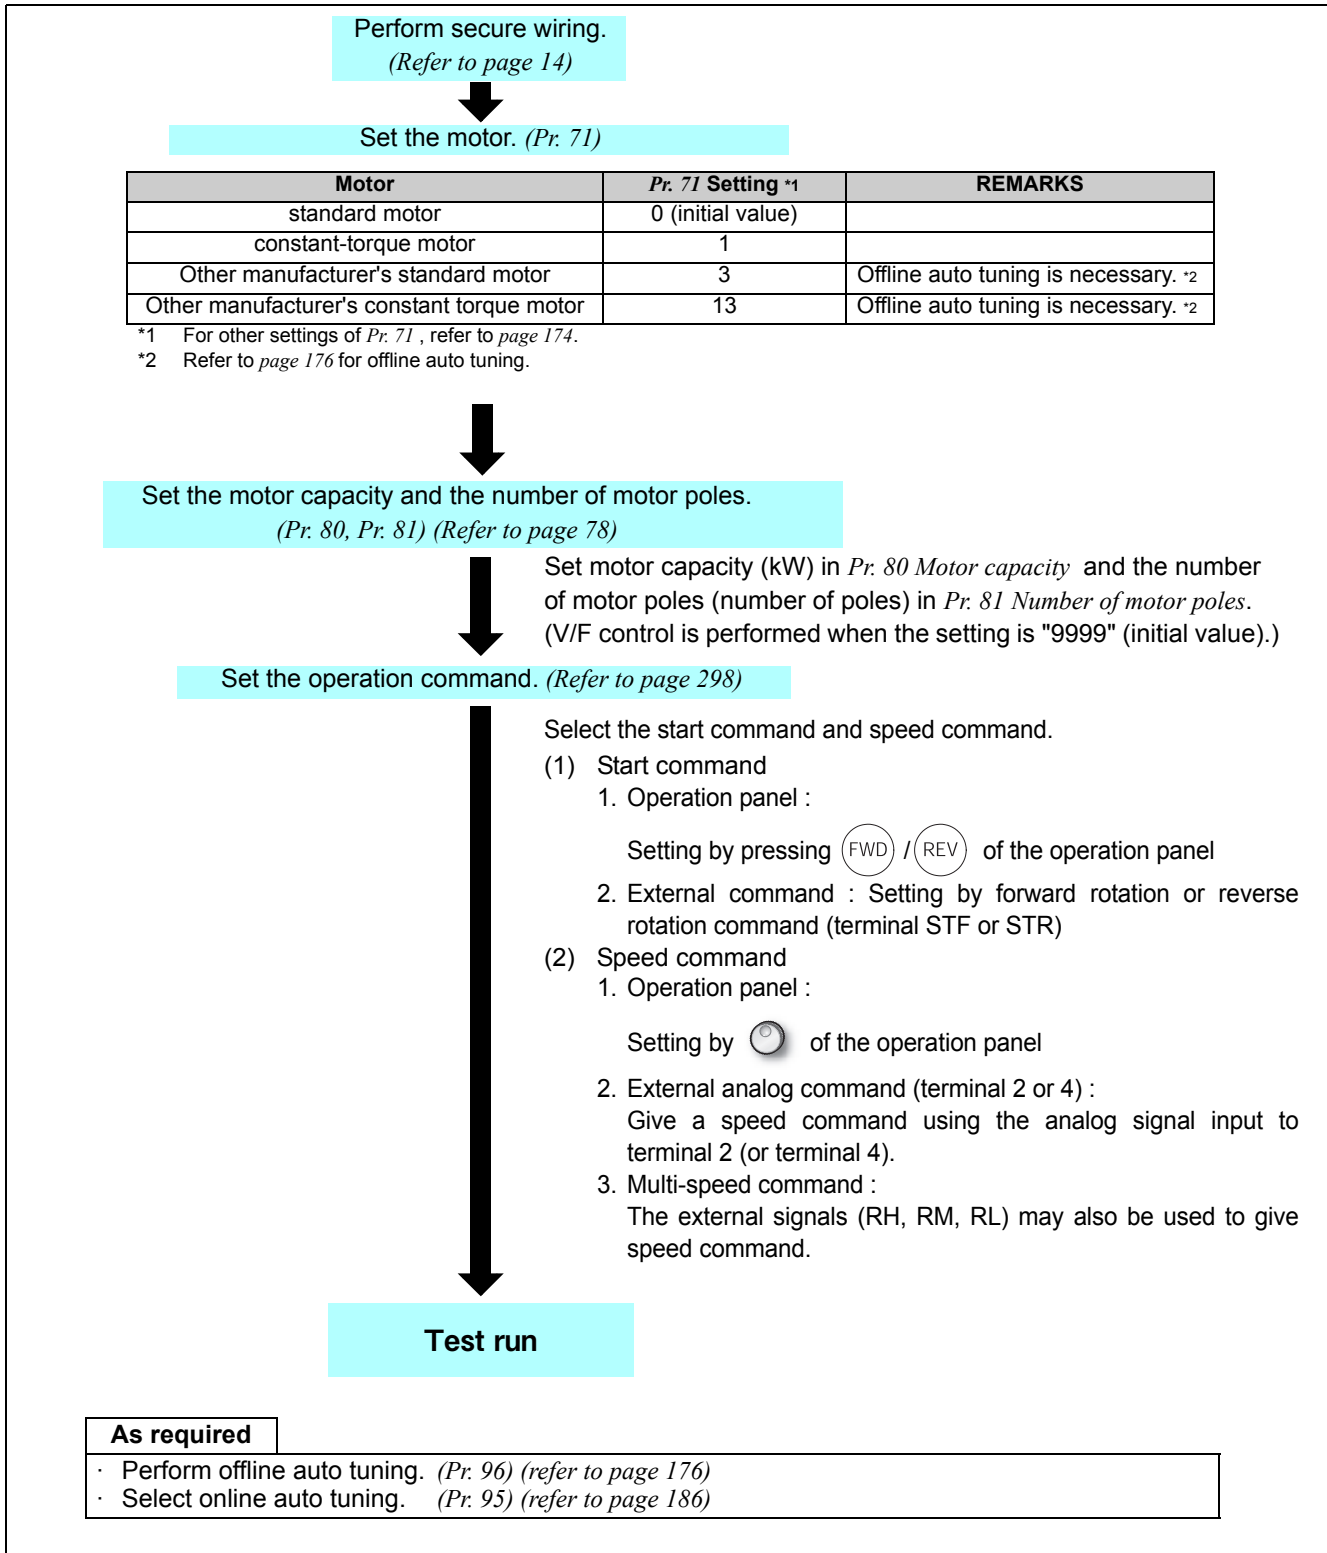 Perform secure wiring.
(Refer to page 14)
Set the motor. (Pr. 71)
Motor Pr. 71 Setting *1 REMARKS
standard motor 0 (initial value)
constant-torque motor 1
Other manufacturer's standard motor 3 Offline auto tuning is necessary. *2
Other manufacturer's constant torque motor 13 Offline auto tuning is necessary. *2
*1 For other settings of Pr. 71 , refer to page 174.
*2 Refer to page 176 for offline auto tuning.
Set the motor capacity and the number of motor poles.
(Pr. 80, Pr. 81) (Refer to page 78)
Set motor capacity (kW) in Pr. 80 Motor capacity and the number
of motor poles (number of poles) in Pr. 81 Number of motor poles.
(V/F control is performed when the setting is "9999" (initial value).)
Set the operation command. (Refer to page 298)
Select the start command and speed command.
(1) Start command
1. Operation panel :
Setting by pressing FWD / REV of the operation panel
2. External command : Setting by forward rotation or reverse
rotation command (terminal STF or STR)
(2) Speed command
1. Operation panel :
Setting by of the operation panel
2. External analog command (terminal 2 or 4) :
Give a speed command using the analog signal input to
terminal 2 (or terminal 4).
3. Multi-speed command :
The external signals (RH, RM, RL) may also be used to give
speed command.
Test run
As required
· Perform offline auto tuning. (Pr. 96) (refer to page 176)
· Select online auto tuning. (Pr. 95) (refer to page 186)